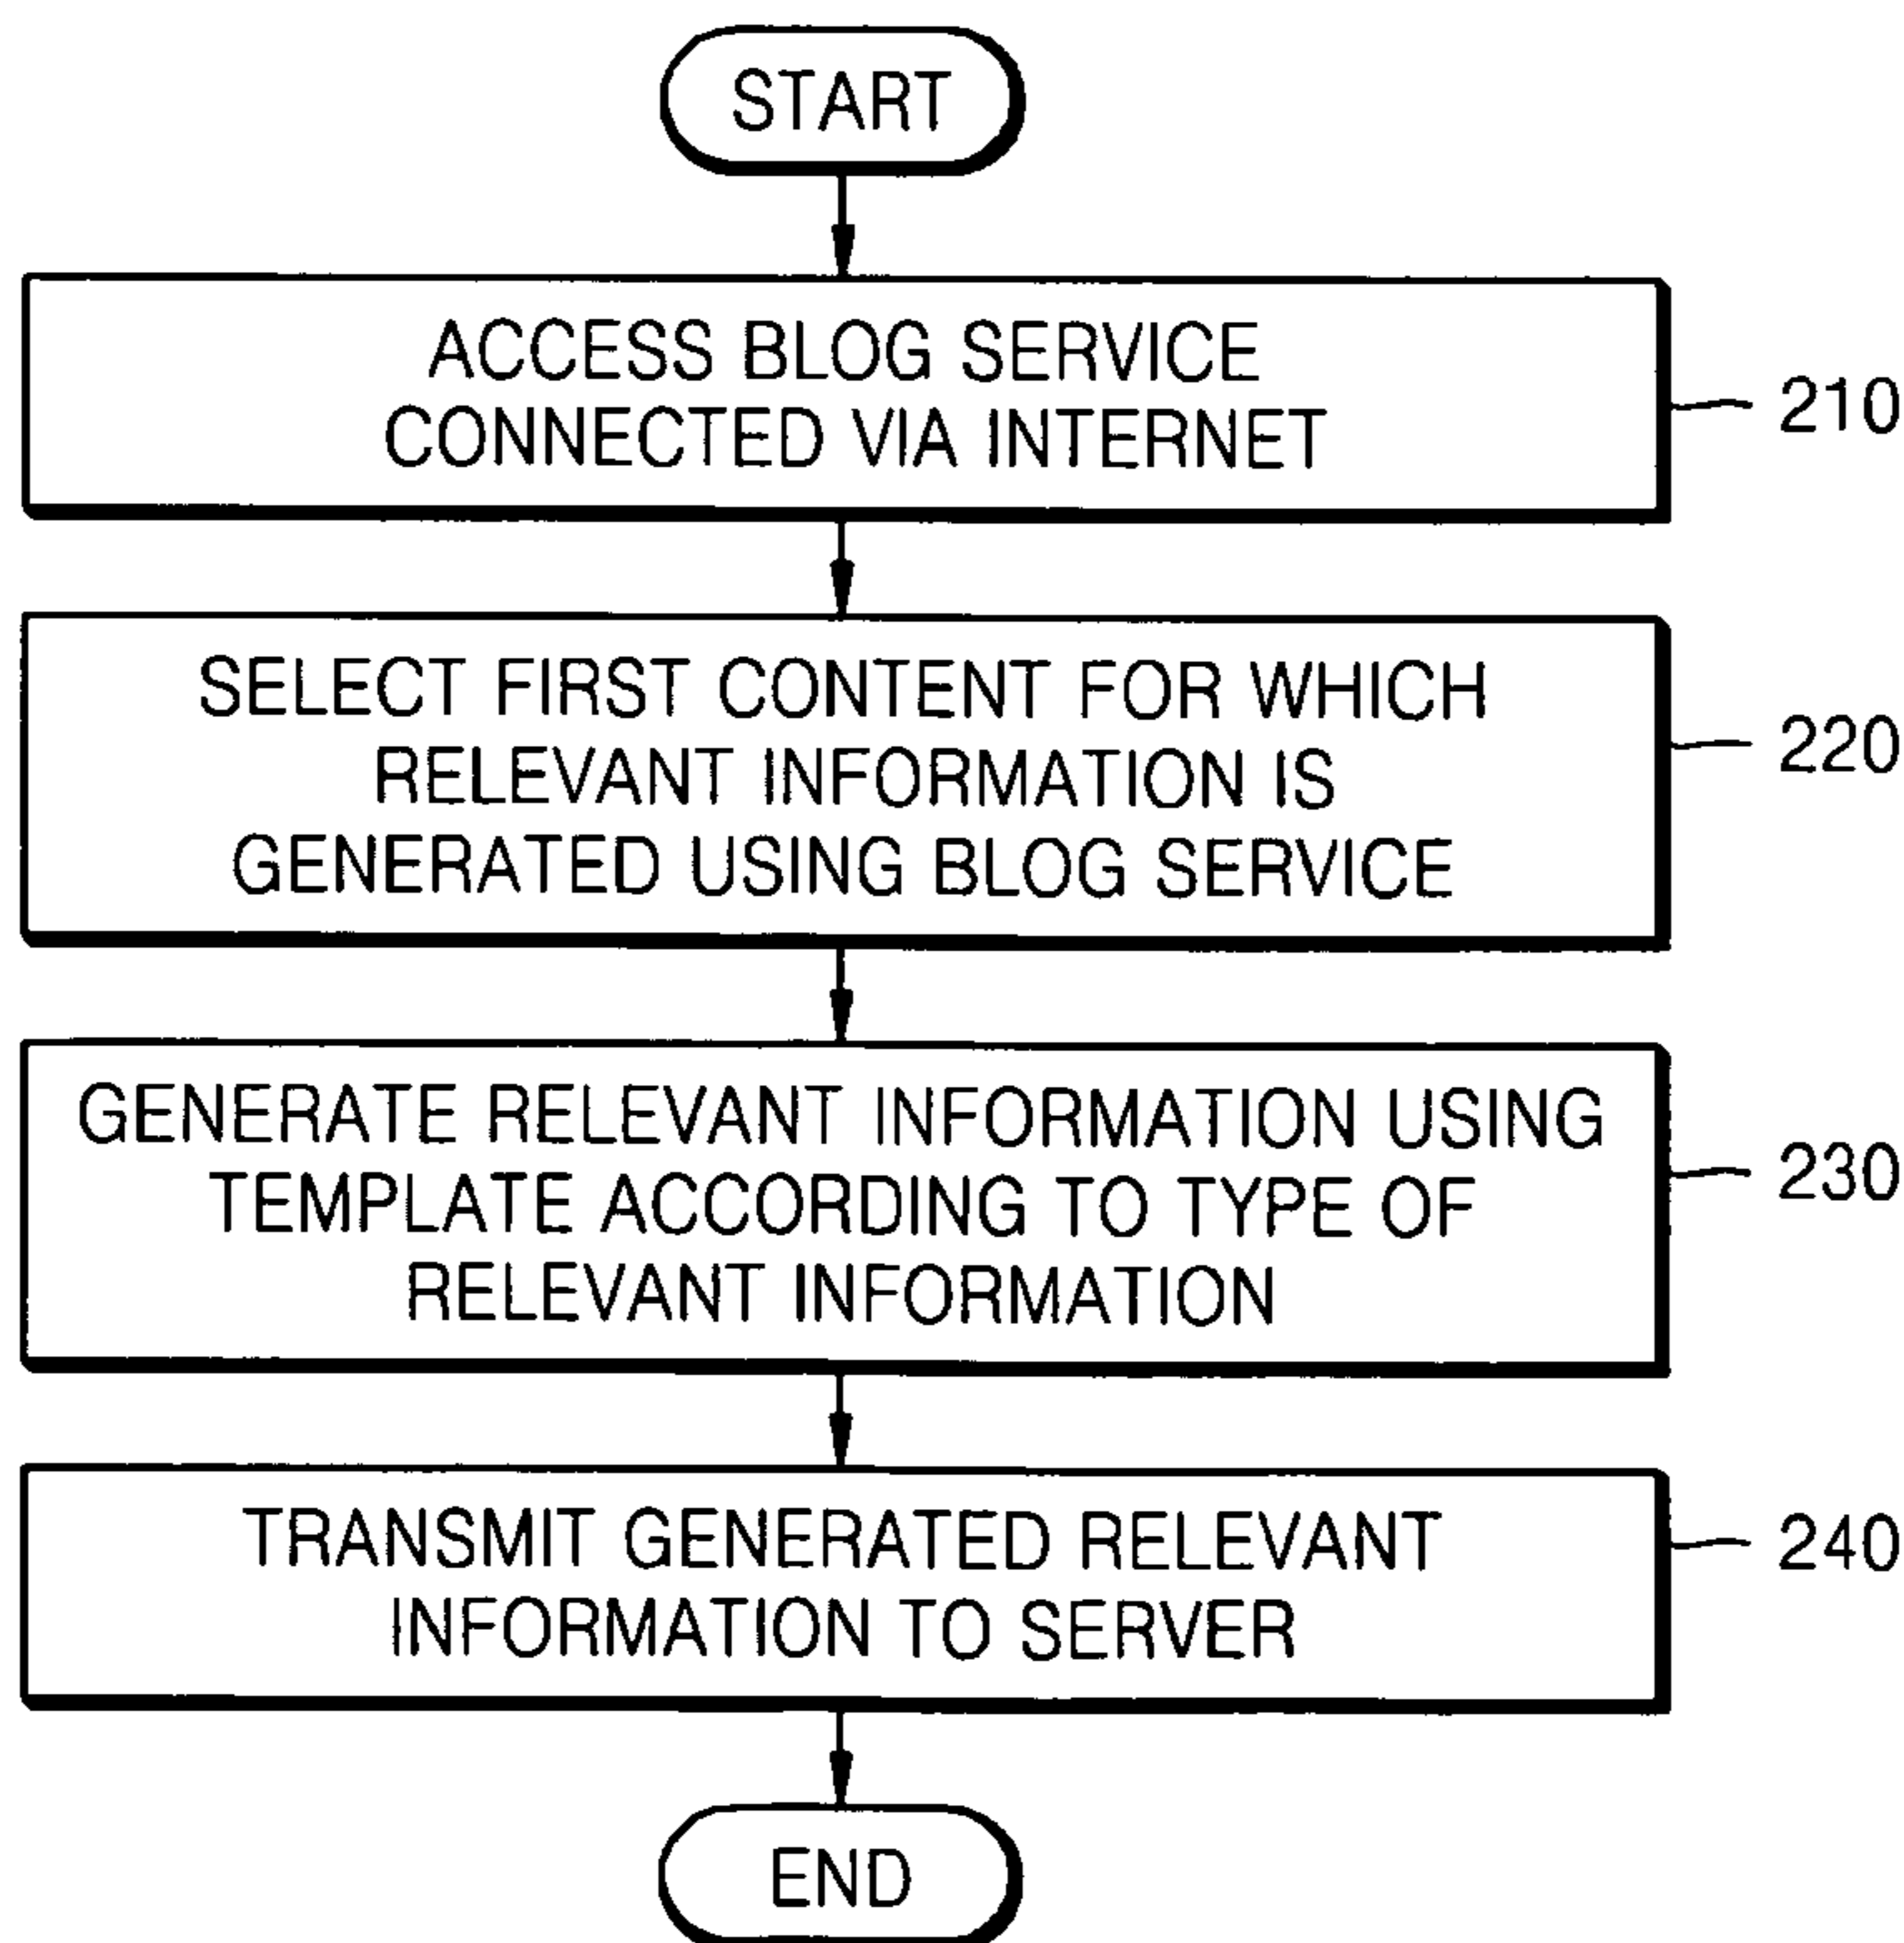 START
ACCESS BLOG SERVICE
CONNECTED VIA INTERNET
210
SELECT FIRST CONTENT FOR WHICH
RELEVANT INFORMATION IS
GENERATED USING BLOG SERVICE
220
GENERATE RELEVANT INFORMATION USING
TEMPLATE ACCORDING TO TYPE OF
RELEVANT INFORMATION
230
TRANSMIT GENERATED RELEVANT
INFORMATION TO SERVER
240
END